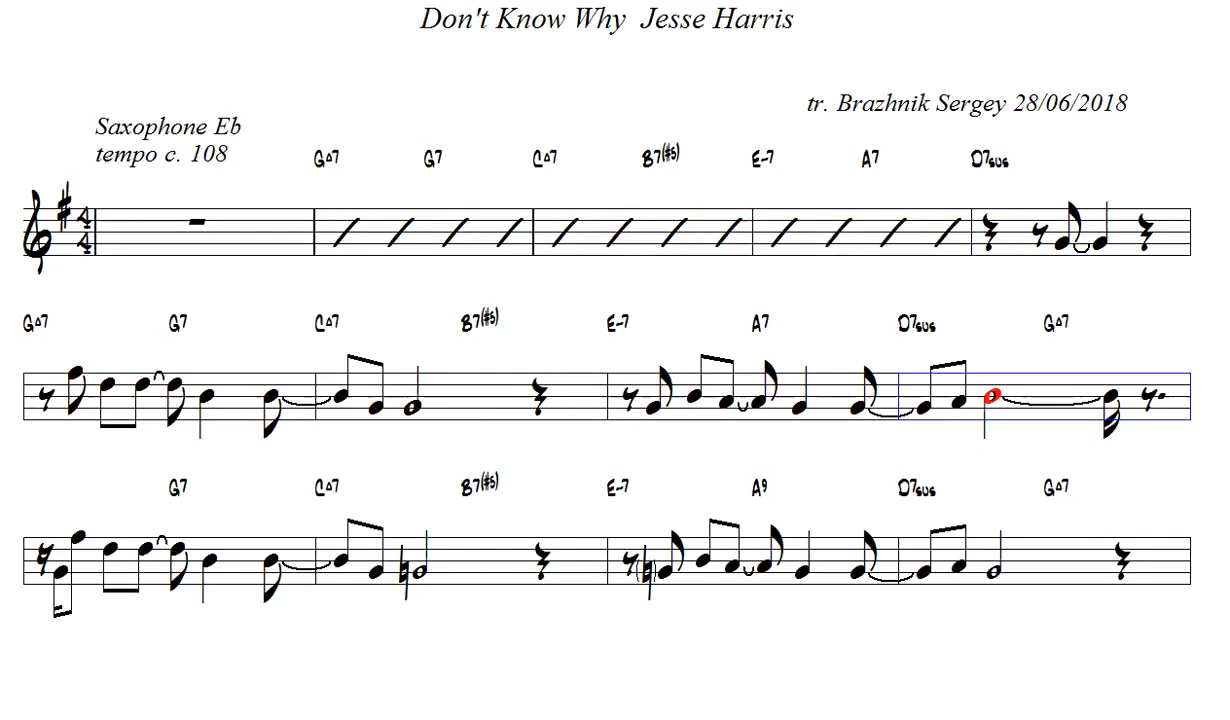 Don't Know Why Jesse Harris
tr. Brazhnik Sergey 28/06/2018
Saxophone Eb
tempo c. 108
G△7 G7 C△7 B7(#5) E-7 A7 D7sus
4
4
G△7 G7 C△7 B7(#5) E-7 A7 D7sus G△7
G7 C△7 B7(#5) E-7 A9 D7sus G△7